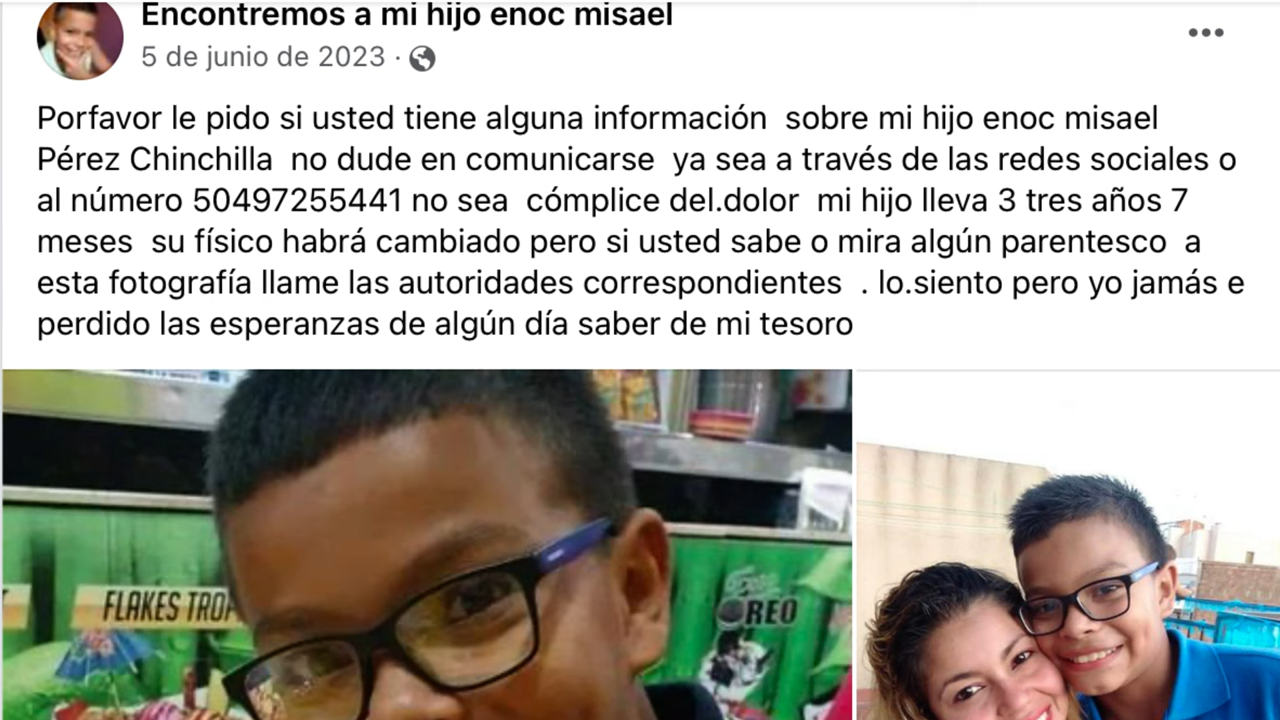 Encontremos a mi hijo enoc misael
5 de junio de 2023 ·
Porfavor le pido si usted tiene alguna información  sobre mi hijo enoc misael
Pérez Chinchilla  no dude en comunicarse  ya sea a través de las redes sociales o
al número 50497255441 no sea  cómplice del.dolor  mi hijo lleva 3 tres años 7
meses  su físico habrá cambiado pero si usted sabe o mira algún parentesco  a
esta fotografía llame las autoridades correspondientes  . lo.siento pero yo jamás e
perdido las esperanzas de algún día saber de mi tesoro
FLAKES TROP
OREO